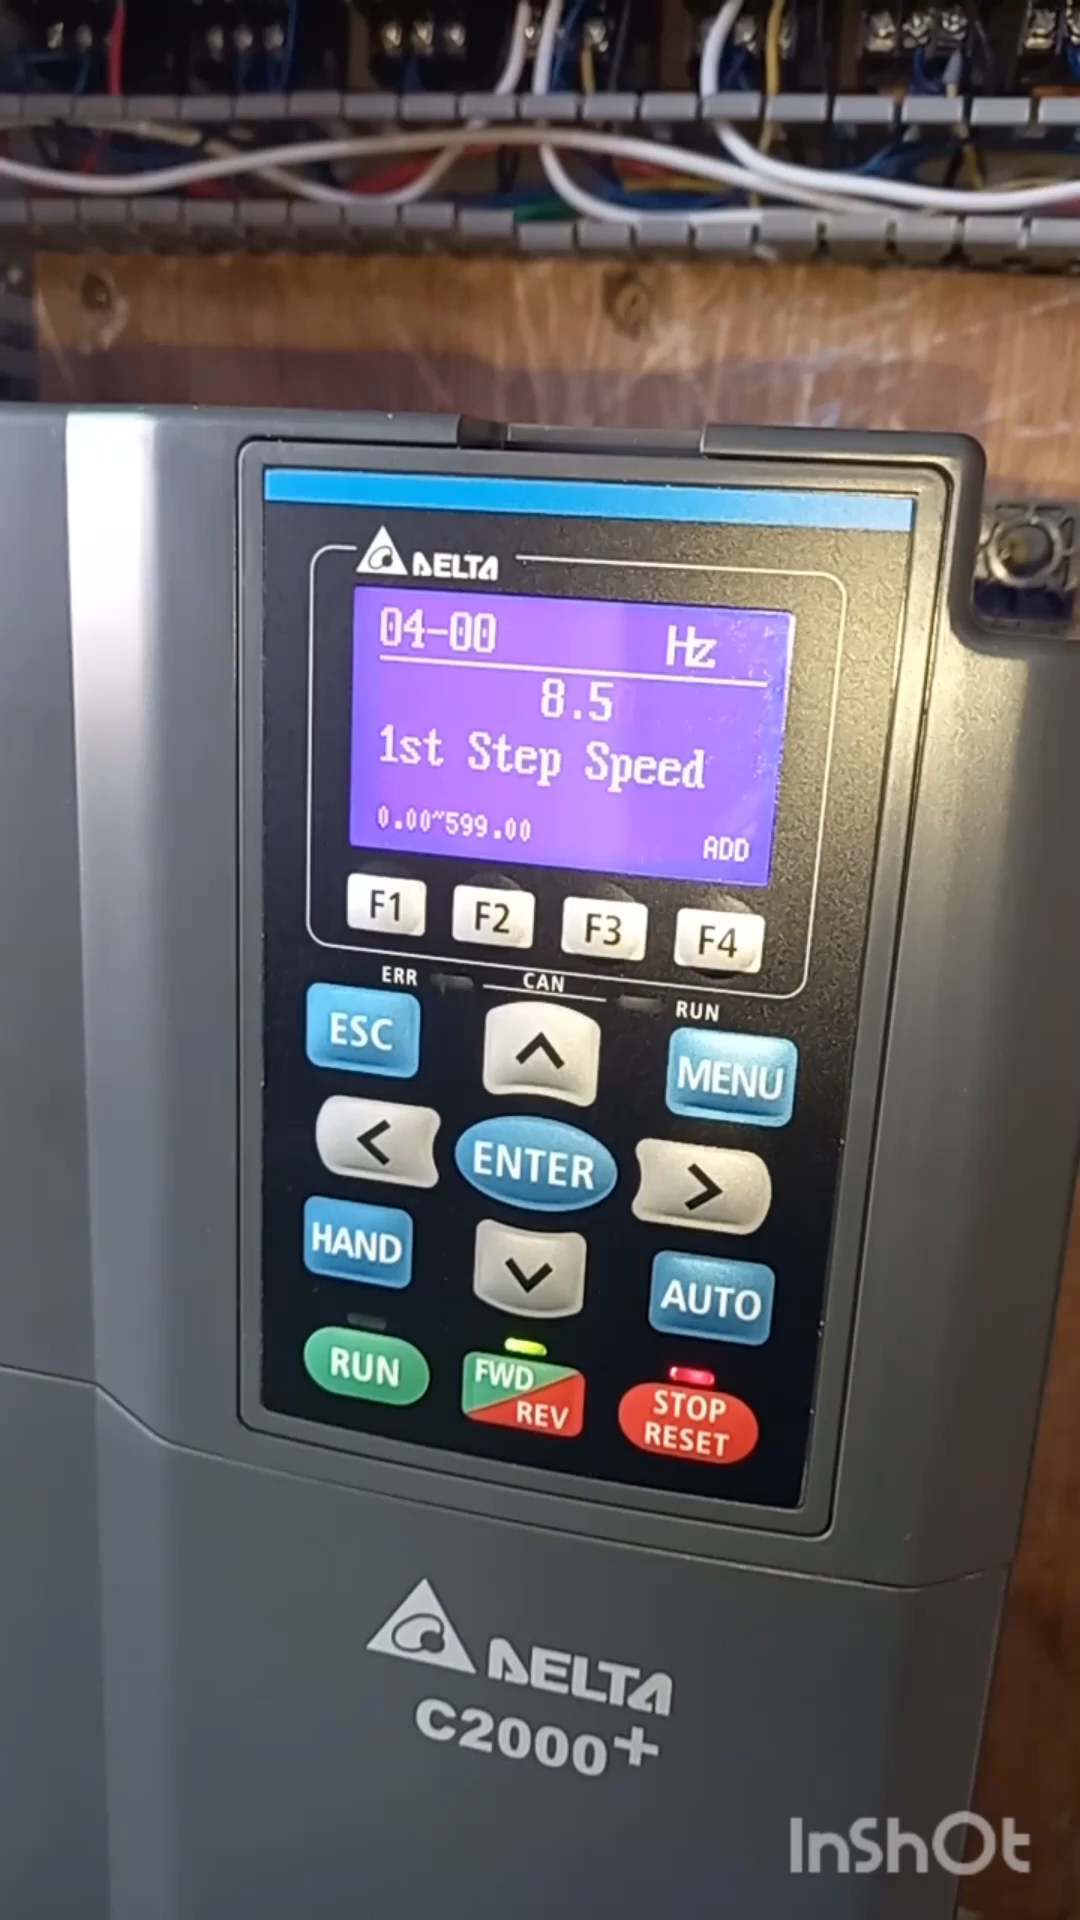 DELTA
04-00 Hz
8.5
1st Step Speed
0.00~599.00 ADD
F1 F2 F3 F4
ERR CAN RUN
ESC MENU
ENTER
HAND AUTO
RUN FWD REV STOP RESET
DELTA
C2000+
InShOt